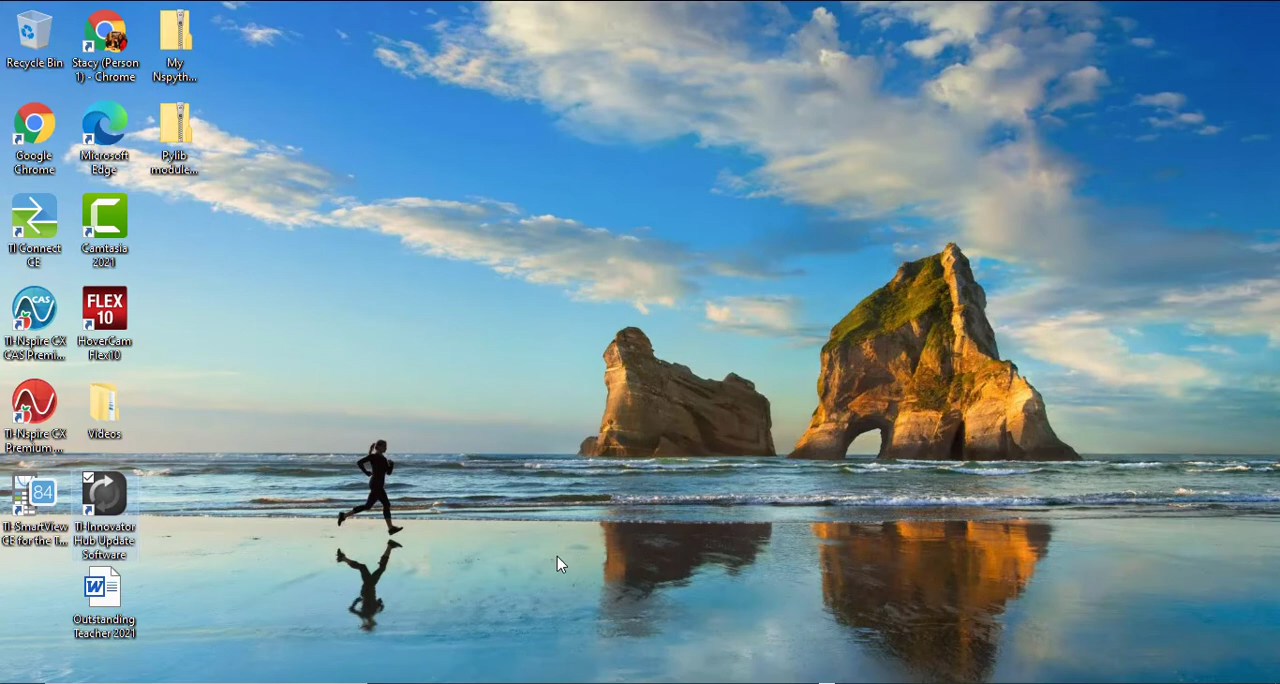 Recycle Bin
Stacy (Person
1) - Chrome
My
Nspyth...
Google
Chrome
Microsoft
Edge
Pylib
module...
TI Connect
CE
Camtasia
2021
CAS
TI-Nspire CX
CAS Premi...
FLEX
10
HoverCam
Flex10
TI-Nspire CX
Premium ...
Videos
84
TI-SmartView
CE for the T...
TI-Innovator
Hub Update
Software
W
Outstanding
Teacher 2021